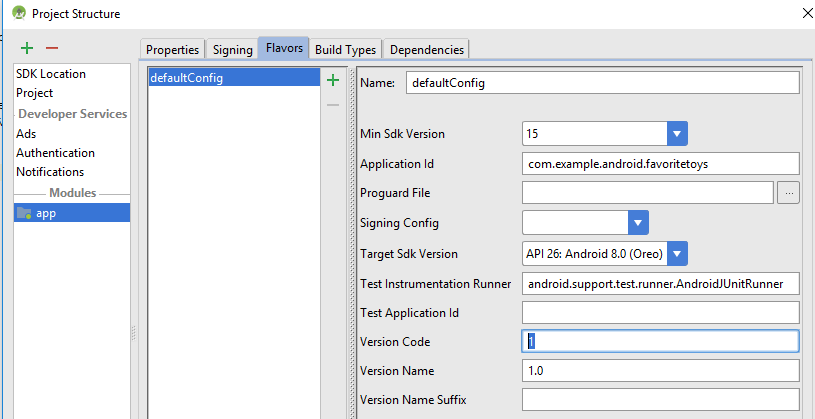 Project Structure
Properties
Signing
Flavors
Build Types
Dependencies
SDK Location
Project
Developer Services
Ads
Authentication
Notifications
Modules
app
defaultConfig
Name: defaultConfig
Min Sdk Version 15
Application Id com.example.android.favoritetoys
Proguard File ...
Signing Config
Target Sdk Version API 26: Android 8.0 (Oreo)
Test Instrumentation Runner android.support.test.runner.AndroidJUnitRunner
Test Application Id
Version Code 1
Version Name 1.0
Version Name Suffix